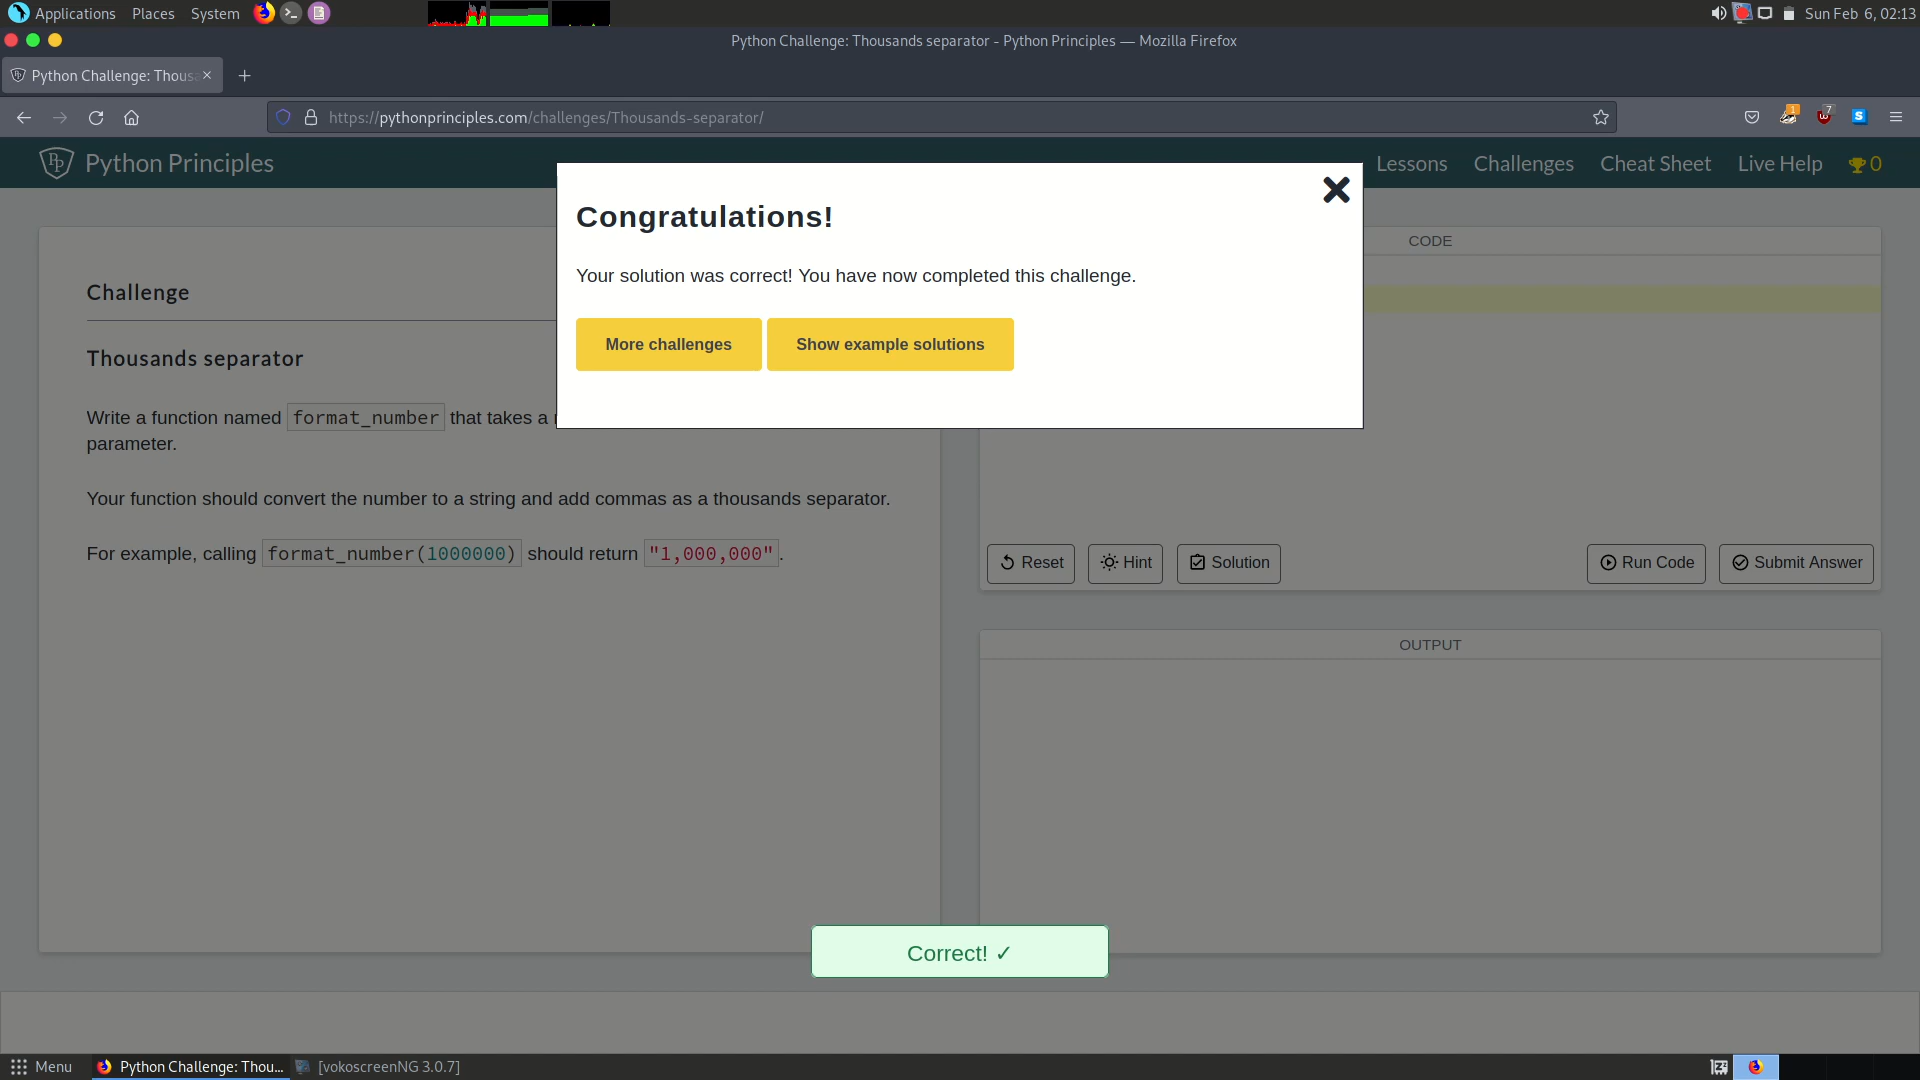 Applications Places System
Sun Feb 6, 02:13
Python Challenge: Thousands separator - Python Principles — Mozilla Firefox
Python Challenge: Thous
https://pythonprinciples.com/challenges/Thousands-separator/
1
7
S
Python Principles
Lessons Challenges Cheat Sheet Live Help 0
Congratulations!
Your solution was correct! You have now completed this challenge.
More challenges Show example solutions
CODE
Challenge
Thousands separator
Write a function named format_number that takes a
parameter.
Your function should convert the number to a string and add commas as a thousands separator.
For example, calling format_number(1000000) should return "1,000,000".
Reset Hint Solution Run Code Submit Answer
OUTPUT
Correct! ✓
Menu Python Challenge: Thou... [vokoscreenNG 3.0.7]